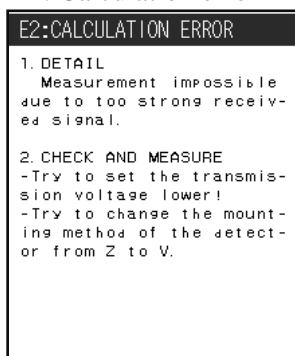 E2:CALCULATION ERROR
1. DETAIL
Measurement impossible
due to too strong receiv-
ed signal.
2. CHECK AND MEASURE
-Try to set the transmis-
sion voltage lower!
-Try to change the mount-
ing method of the detect-
or from Z to V.